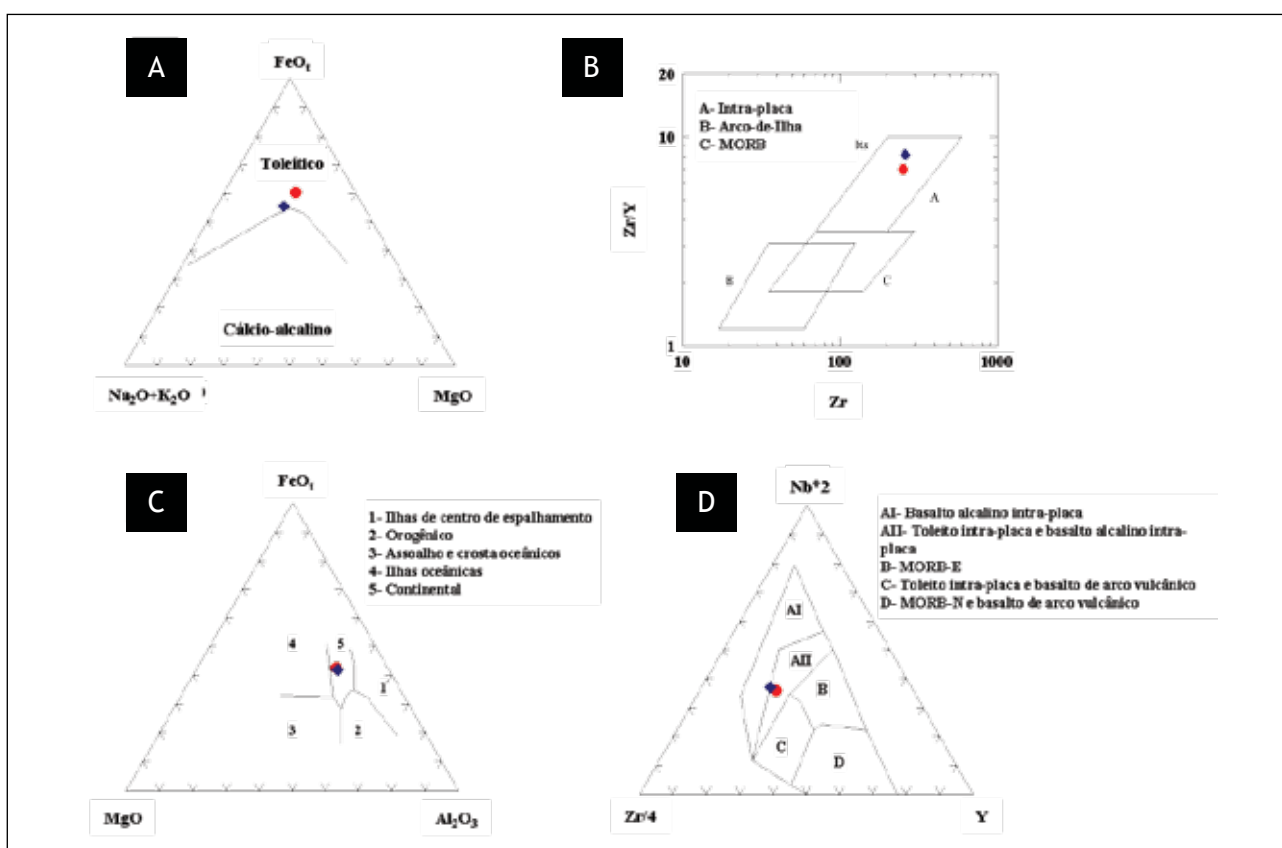 A
FeOt
Toleítico
Cálcio-alcalino
Na2O+K2O
MgO
B
20
10
1
Zr/Y
A- Intra-placa
B- Arco-de-Ilha
C- MORB
A
B
C
10
100
1000
Zr
C
FeOt
1- Ilhas de centro de espalhamento
2- Orogênico
3- Assoalho e crosta oceânicos
4- Ilhas oceânicas
5- Continental
4
5
1
3
2
MgO
Al2O3
D
Nb*2
AI- Basalto alcalino intra-placa
AII- Toleito intra-placa e basalto alcalino intra-
placa
B- MORB-E
C- Toleito intra-placa e basalto de arco vulcânico
D- MORB-N e basalto de arco vulcânico
AI
AII
B
C
D
Zr/4
Y